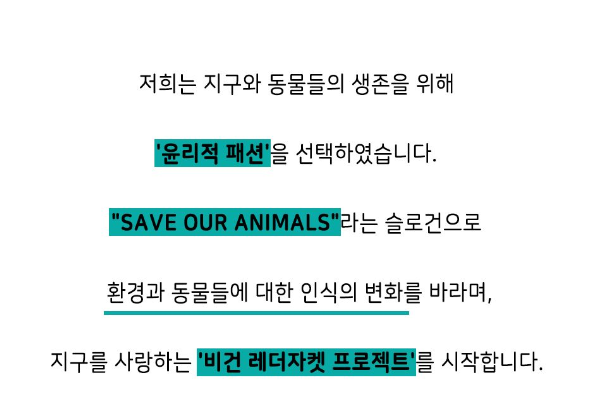 저희는 지구와 동물들의 생존을 위해
'윤리적 패션'을 선택하였습니다.
"SAVE OUR ANIMALS"라는 슬로건으로
환경과 동물들에 대한 인식의 변화를 바라며,
지구를 사랑하는 '비건 레더자켓 프로젝트'를 시작합니다.